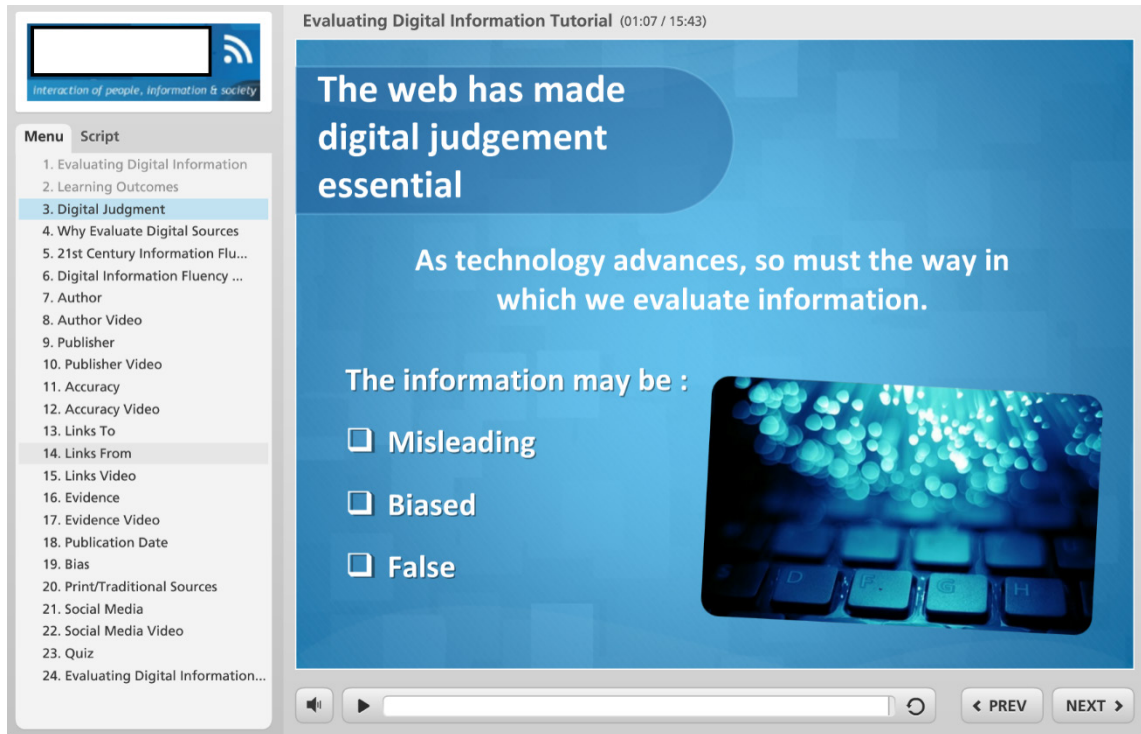 Evaluating Digital Information Tutorial (01:07 / 15:43)
interaction of people, information & society
Menu Script
1. Evaluating Digital Information
2. Learning Outcomes
3. Digital Judgment
4. Why Evaluate Digital Sources
5. 21st Century Information Flu...
6. Digital Information Fluency ...
7. Author
8. Author Video
9. Publisher
10. Publisher Video
11. Accuracy
12. Accuracy Video
13. Links To
14. Links From
15. Links Video
16. Evidence
17. Evidence Video
18. Publication Date
19. Bias
20. Print/Traditional Sources
21. Social Media
22. Social Media Video
23. Quiz
24. Evaluating Digital Information...
The web has made
digital judgement
essential
As technology advances, so must the way in
which we evaluate information.
The information may be :
Misleading
Biased
False
D F G H
PREV NEXT